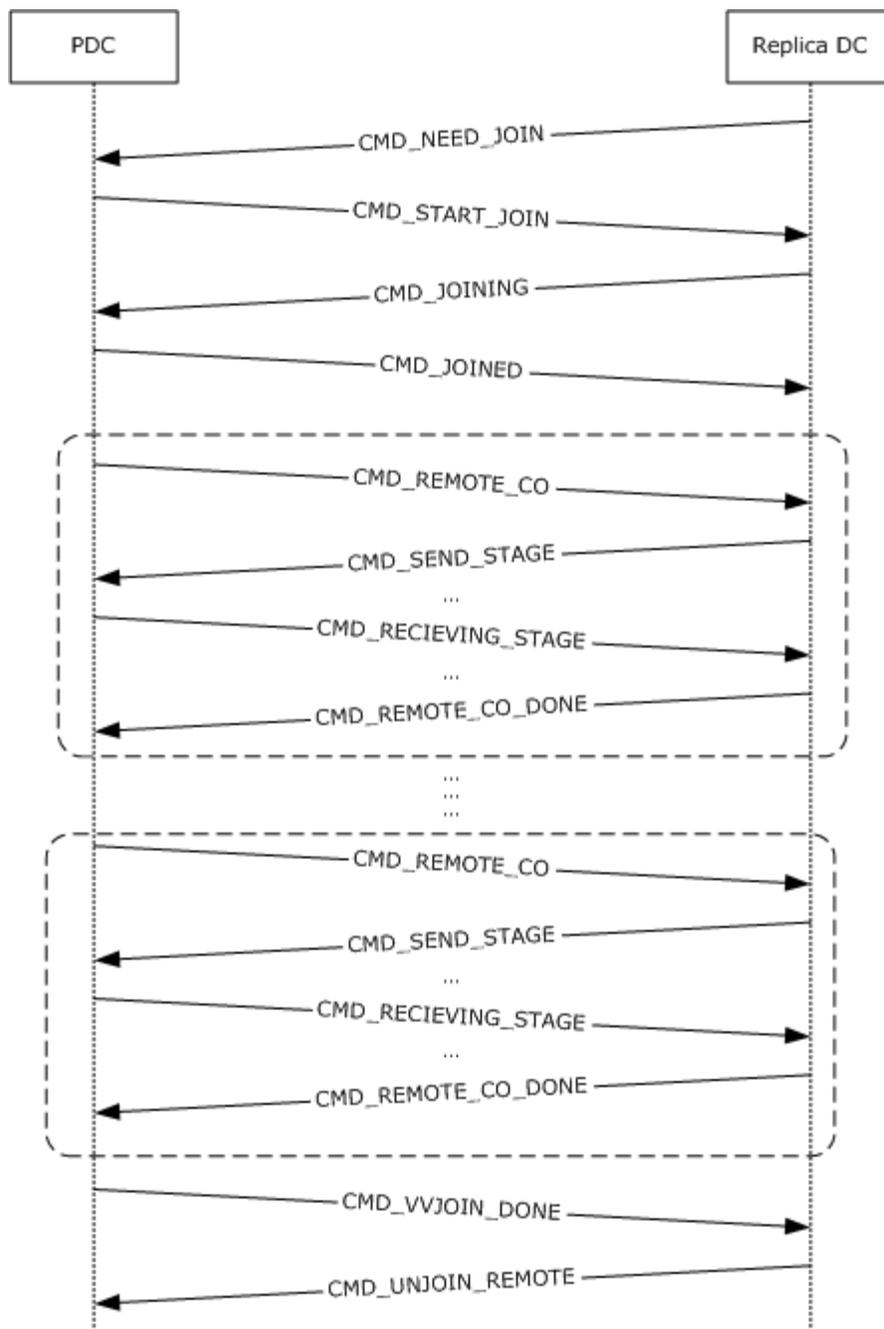 PDC
Replica DC
CMD_NEED_JOIN
CMD_START_JOIN
CMD_JOINING
CMD_JOINED
CMD_REMOTE_CO
CMD_SEND_STAGE
...
CMD_RECIEVING_STAGE
...
CMD_REMOTE_CO_DONE
...
...
...
CMD_REMOTE_CO
CMD_SEND_STAGE
...
CMD_RECIEVING_STAGE
...
CMD_REMOTE_CO_DONE
CMD_VVJOIN_DONE
CMD_UNJOIN_REMOTE